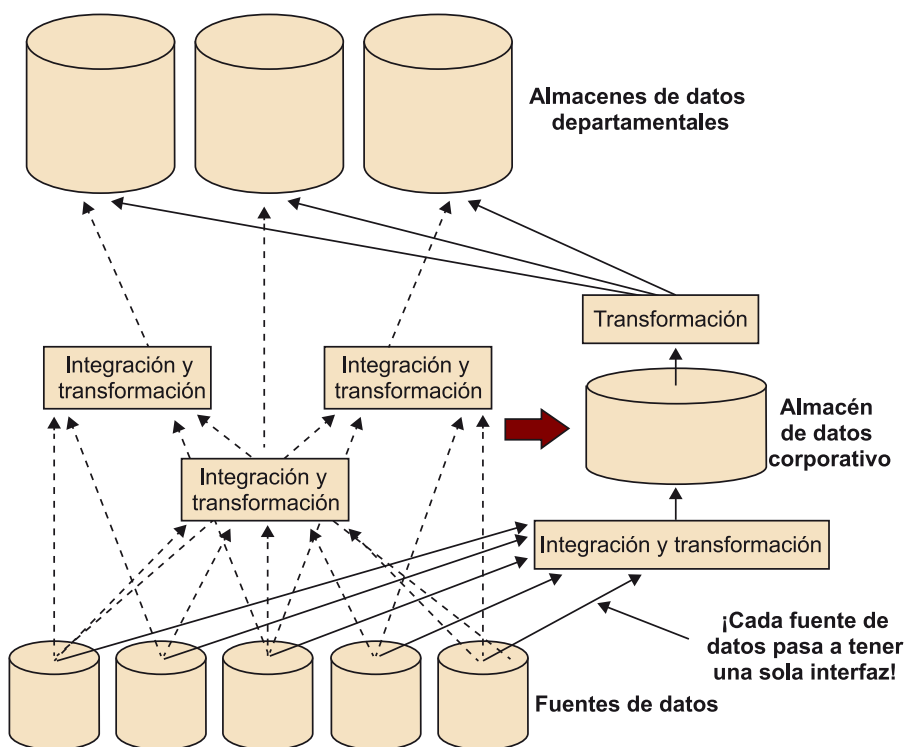 Almacenes de datos
departamentales
Transformación
Integración y
transformación
Integración y
transformación
Almacén
de datos
corporativo
Integración y
transformación
Integración y transformación
¡Cada fuente de
datos pasa a tener
una sola interfaz!
Fuentes de datos